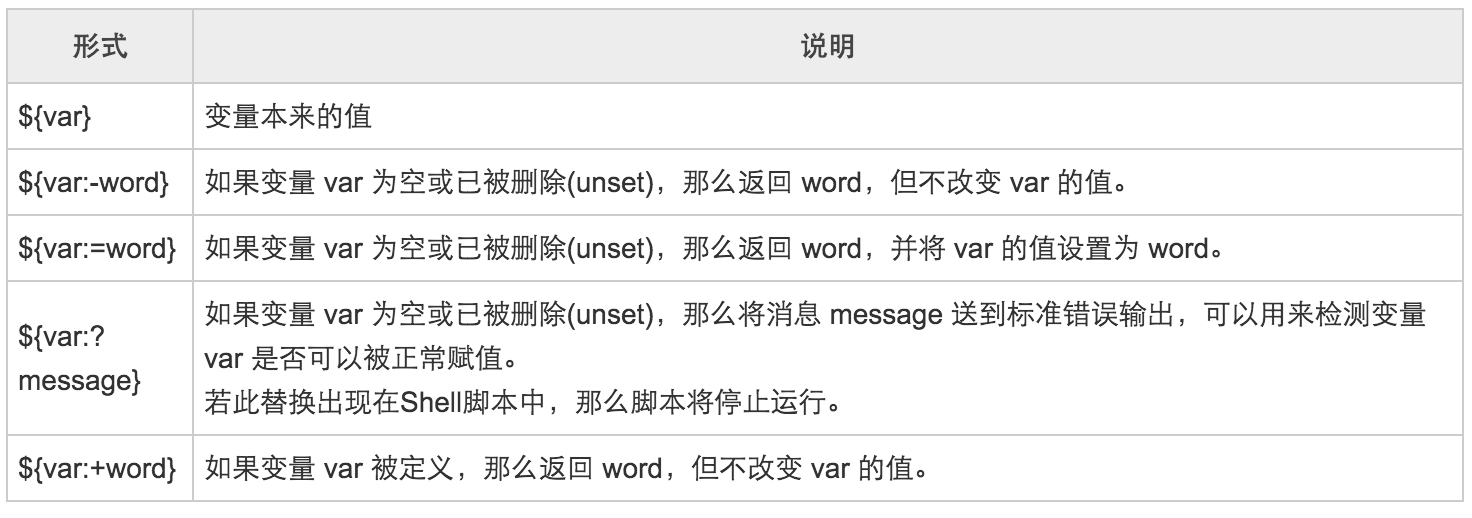 形式 说明
${var} 变量本来的值
${var:-word} 如果变量 var 为空或已被删除(unset)，那么返回 word，但不改变 var 的值。
${var:=word} 如果变量 var 为空或已被删除(unset)，那么返回 word，并将 var 的值设置为 word。
${var:?
message}
如果变量 var 为空或已被删除(unset)，那么将消息 message 送到标准错误输出，可以用来检测变量
var 是否可以被正常赋值。
若此替换出现在Shell脚本中，那么脚本将停止运行。
${var:+word} 如果变量 var 被定义，那么返回 word，但不改变 var 的值。